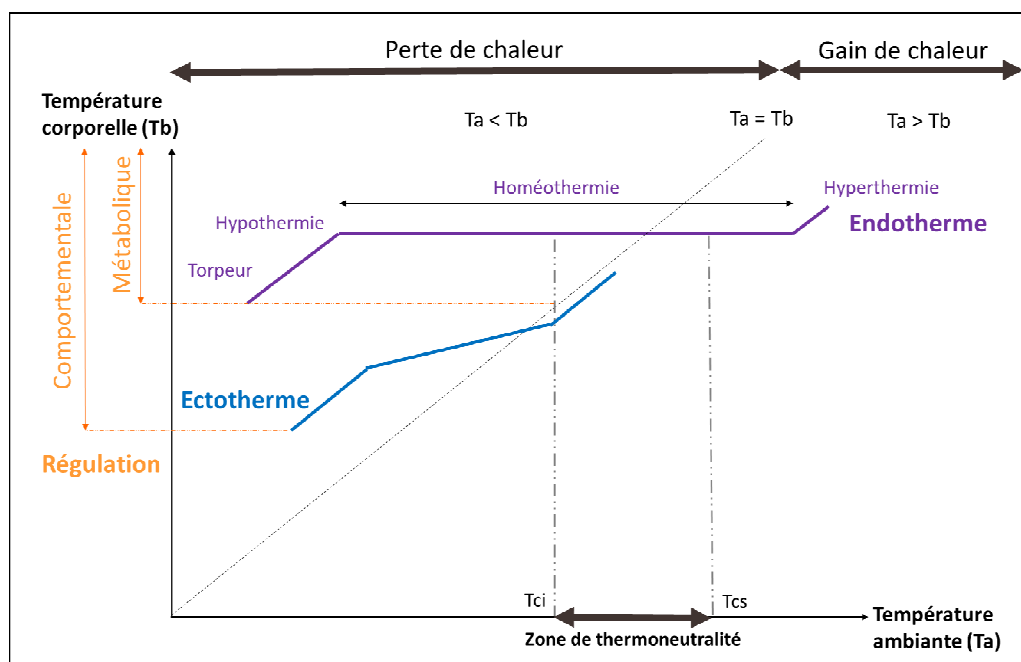 Perte de chaleur
Gain de chaleur
Température
corporelle (Tb)
Ta < Tb
Ta = Tb
Ta > Tb
Comportementale
Métabolique
Homéothermie
Hyperthermie
Hypothermie
Endotherme
Torpeur
Ectotherme
Régulation
Tci
Tcs
Zone de thermoneutralité
Température
ambiante (Ta)